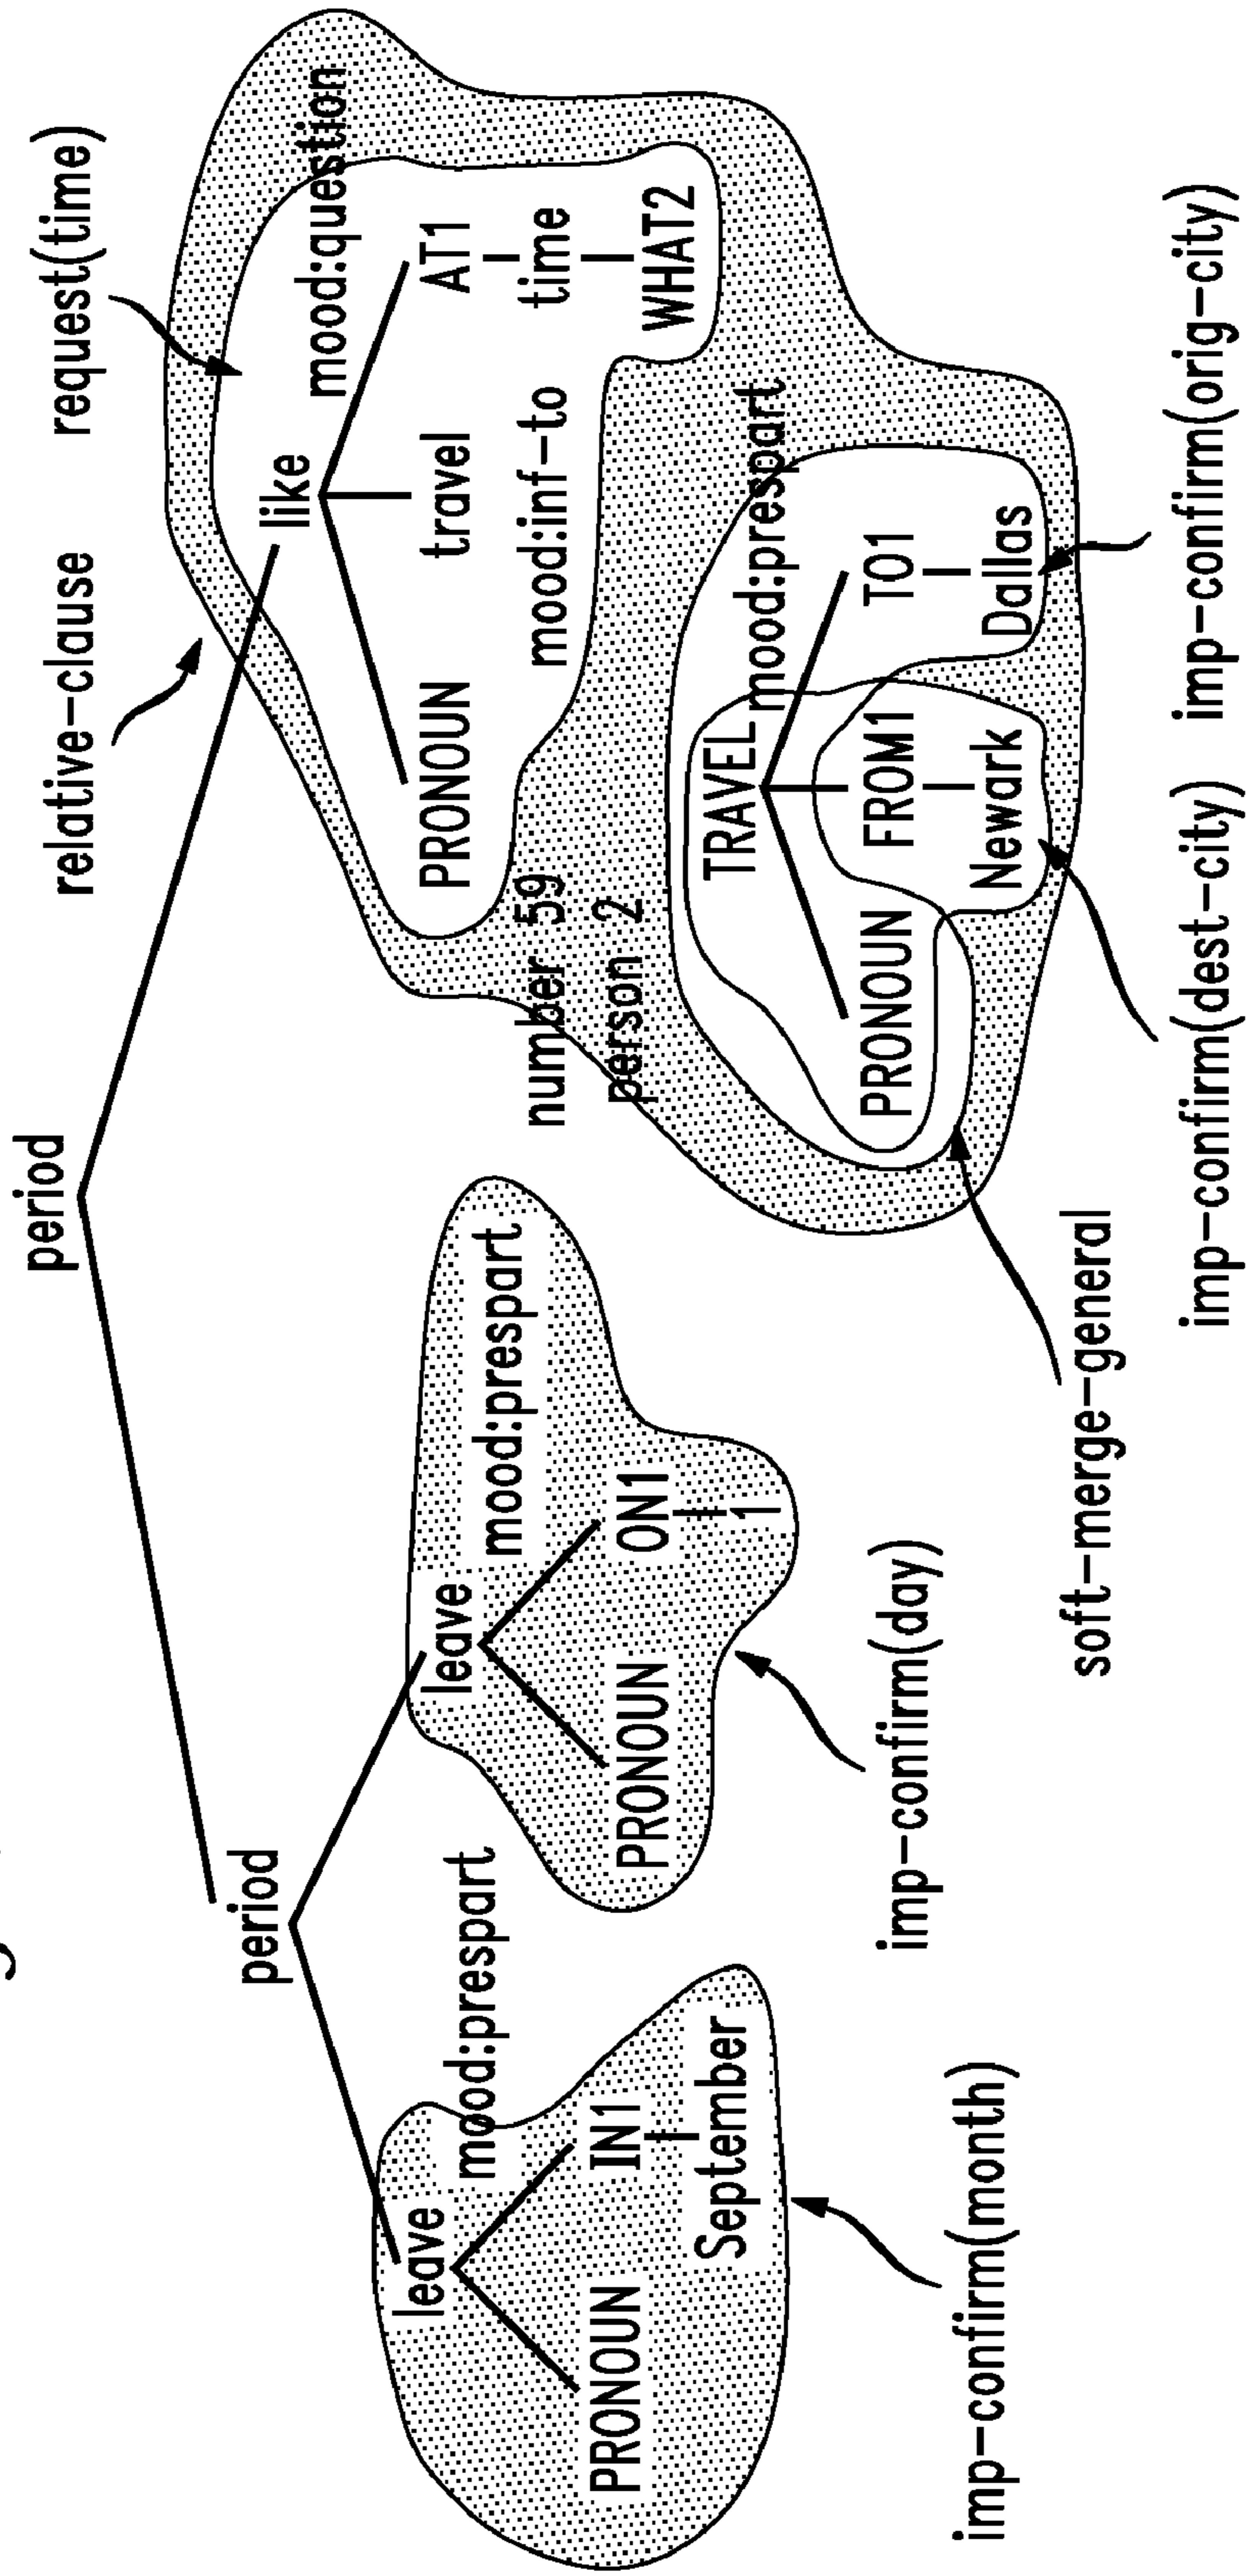 period
period
relative-clause
request(time)
like
mood:question
PRONOUN
travel
AT1
mood:inf-to
time
WHAT2
number 59
person 2
leave
mood:prespart
PRONOUN
IN1
September
leave
mood:prespart
PRONOUN
ON1
1
TRAVEL
mood:prespart
PRONOUN
FROM1
TO1
Newark
Dallas
imp-confirm(month)
imp-confirm(day)
soft-merge-general
imp-confirm(dest-city)
imp-confirm(orig-city)